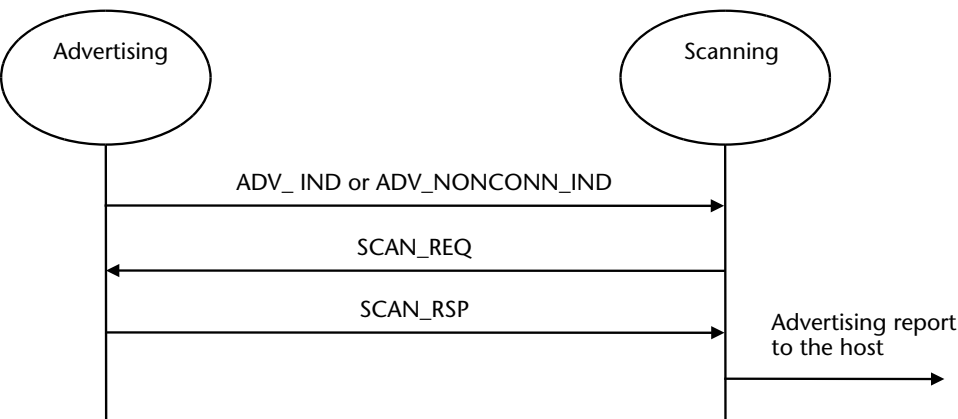 Advertising
Scanning
ADV_ IND or ADV_NONCONN_IND
SCAN_REQ
SCAN_RSP
Advertising report
to the host